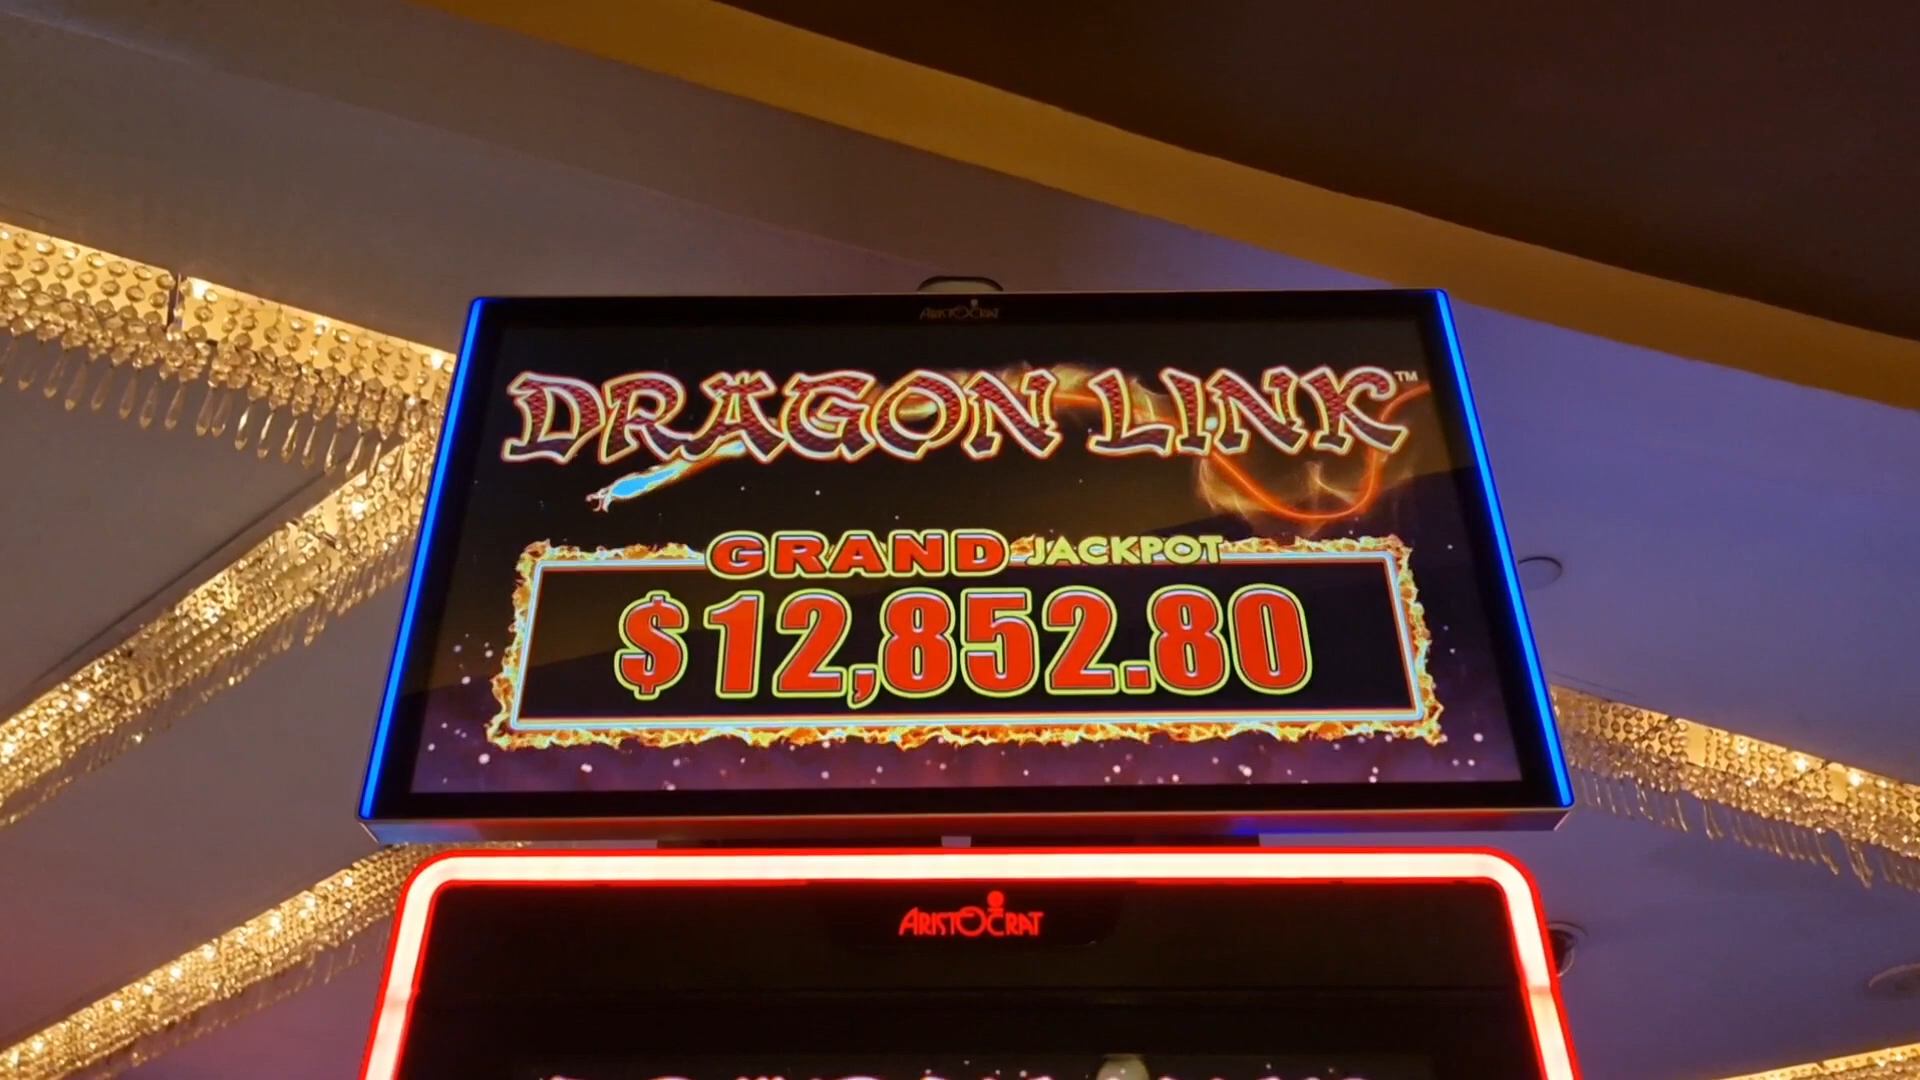 ARISTOCRAT
DRAGON LINK™
GRAND JACKPOT
$12,852.80
ARISTOCRAT